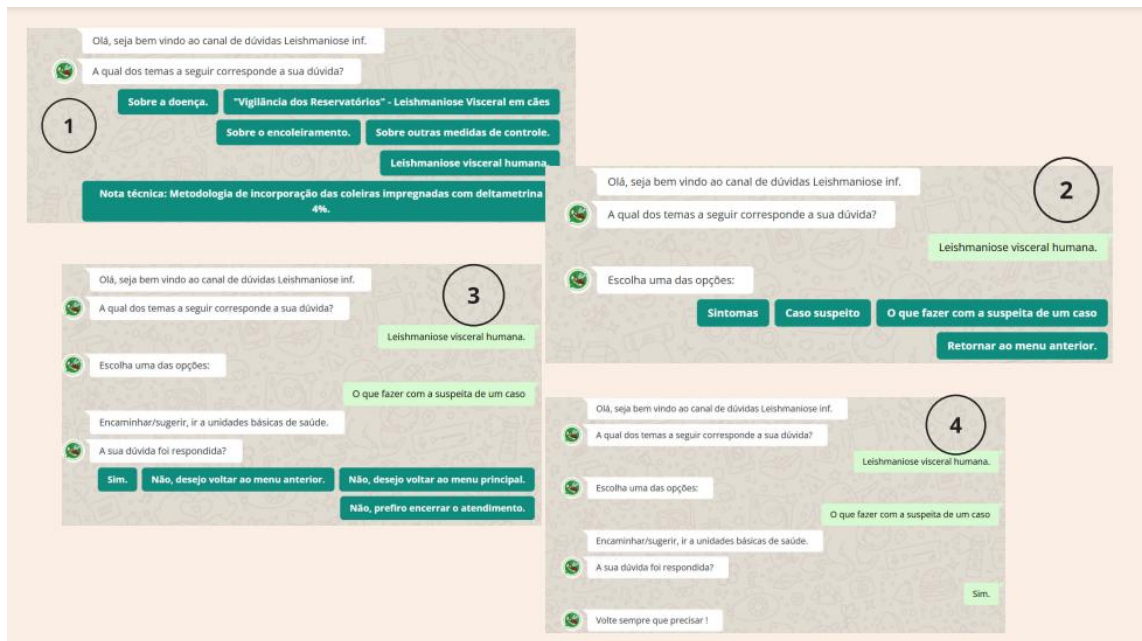 Olá, seja bem vindo ao canal de dúvidas Leishmaniose inf.
A qual dos temas a seguir corresponde a sua dúvida?
Sobre a doença.
"Vigilância dos Reservatórios" - Leishmaniose Visceral em cães
1
Sobre o encoleiramento.
Sobre outras medidas de controle.
Leishmaniose visceral humana.
Nota técnica: Metodologia de incorporação das coleiras impregnadas com deltametrina
4%.
Olá, seja bem vindo ao canal de dúvidas Leishmaniose inf.
2
A qual dos temas a seguir corresponde a sua dúvida?
Leishmaniose visceral humana.
Escolha uma das opções:
Sintomas
Caso suspeito
O que fazer com a suspeita de um caso
Retornar ao menu anterior.
Olá, seja bem vindo ao canal de dúvidas Leishmaniose inf.
3
A qual dos temas a seguir corresponde a sua dúvida?
Leishmaniose visceral humana.
Escolha uma das opções:
O que fazer com a suspeita de um caso
Encaminhar/sugerir, ir a unidades básicas de saúde.
A sua dúvida foi respondida?
Sim.
Não, desejo voltar ao menu anterior.
Não, desejo voltar ao menu principal.
Não, prefiro encerrar o atendimento.
Olá, seja bem vindo ao canal de dúvidas Leishmaniose inf.
4
A qual dos temas a seguir corresponde a sua dúvida?
Leishmaniose visceral humana.
Escolha uma das opções:
O que fazer com a suspeita de um caso
Encaminhar/sugerir, ir a unidades básicas de saúde.
A sua dúvida foi respondida?
Sim.
Volte sempre que precisar !